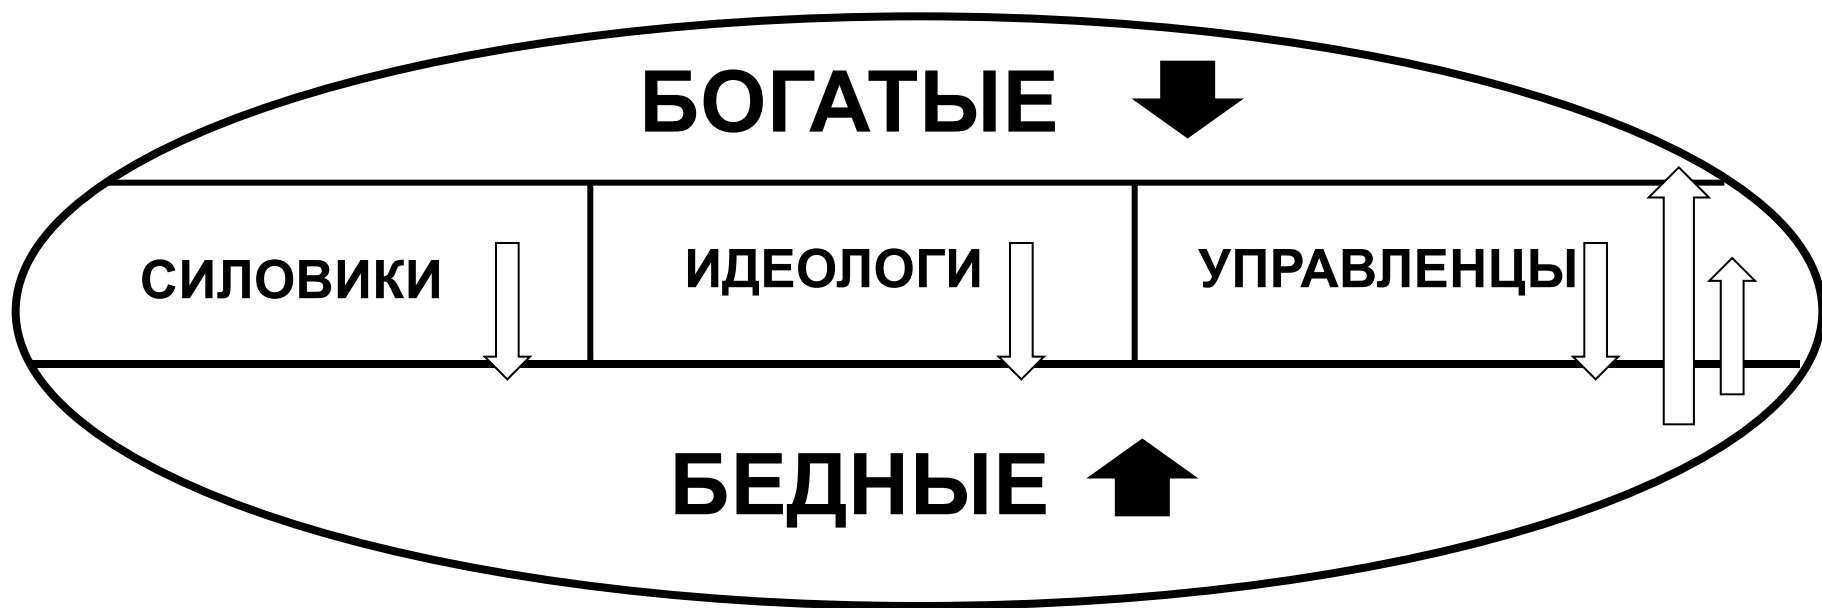 БОГАТЫЕ
СИЛОВИКИ
ИДЕОЛОГИ
УПРАВЛЕНЦЫ
БЕДНЫЕ